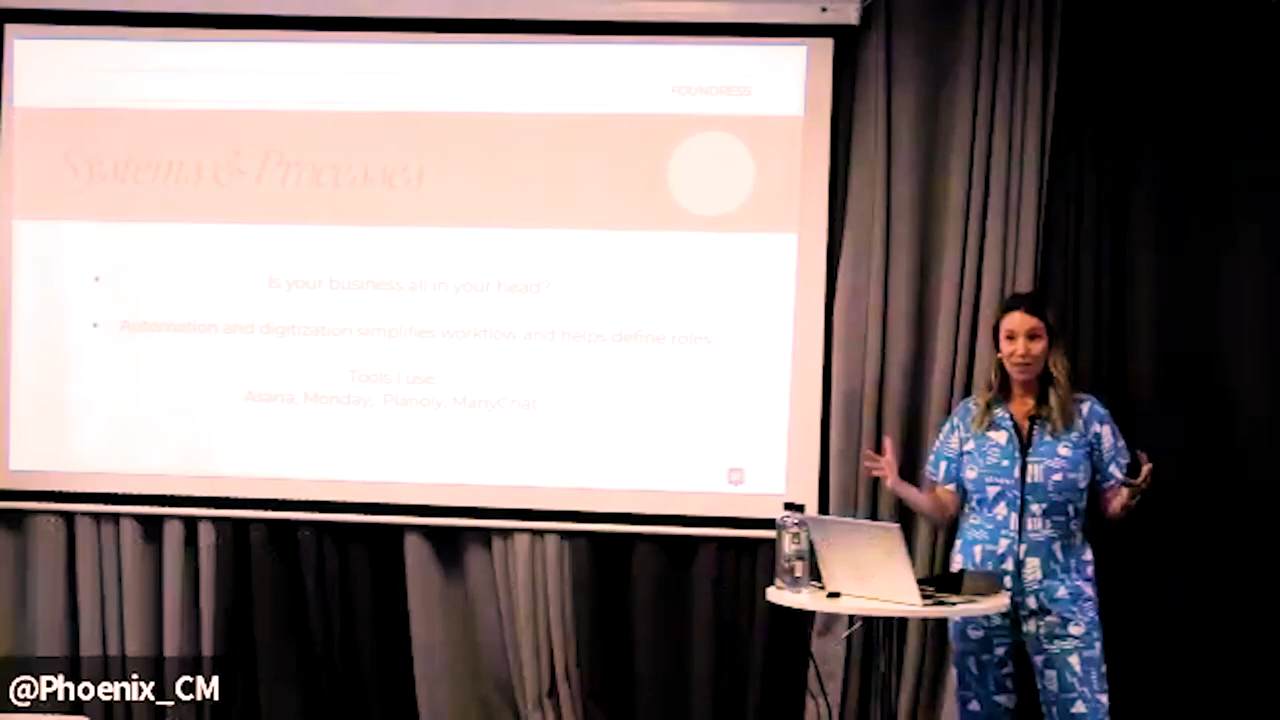 FOUNDRESS
Systems & Processes
• Is your business all in your head?
• Automation and digitization simplifies workflow and helps define roles
Tools I use:
Asana, Monday, Planoly, ManyChat
@Phoenix_CM